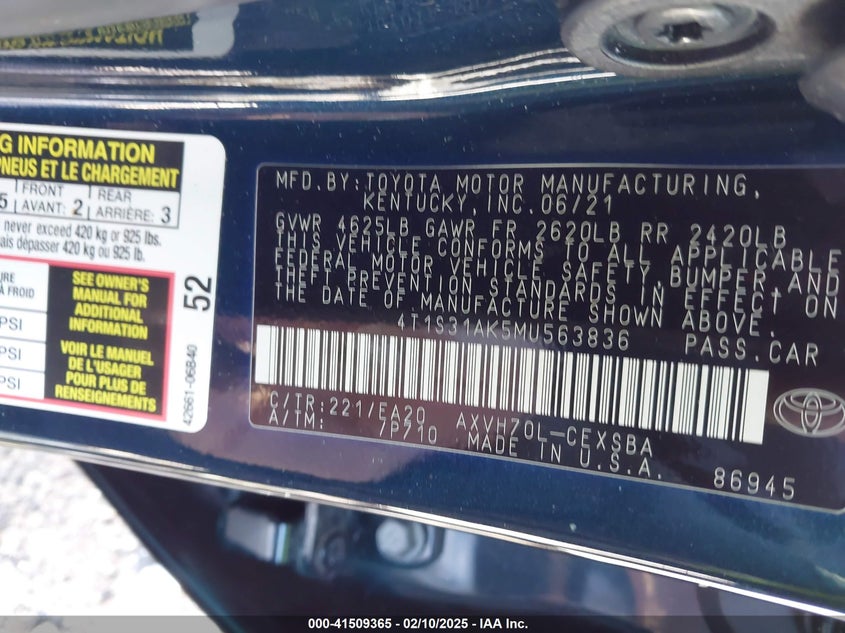 G INFORMATION
PNEUS ET LE CHARGEMENT
5
FRONT
AVANT: 2
REAR
ARRIÈRE: 3
never exceed 420 kg or 925 lbs.
dépasser 420 kg ou 925 lb.
À FROID
PSI
PSI
PSI
SEE OWNER'S
MANUAL FOR
ADDITIONAL
INFORMATION
VOIR LE MANUEL
DE L'USAGER
POUR PLUS DE
RENSEIGNEMENTS
52
42661-06B40
MFD.BY:TOYOTA MOTOR MANUFACTURING,
KENTUCKY,INC.06/21
GVWR 4625LB GAWR FR 2620LB RR 2420LB
THIS VEHICLE CONFORMS TO ALL APPLICABLE
FEDERAL MOTOR VEHICLE SAFETY,BUMPER,AND
THEFT PREVENTION STANDARDS IN EFFECT ON
THE DATE OF MANUFACTURE SHOWN ABOVE.
4T1S31AK5MU563836 PASS.CAR
C/TR:221/EA20 AXVH70L-CEXSBA
A/TM: 7P710 MADE IN U.S.A.
86945
000-41509365 - 02/10/2025 - IAA Inc.